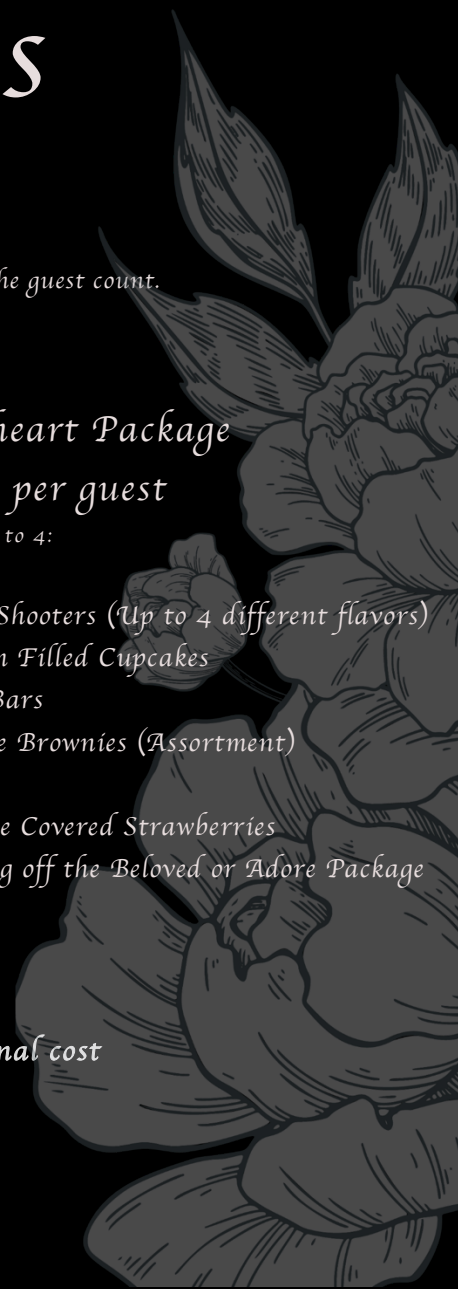 s
he guest count.
heart Package
per guest
to 4:
Shooters (Up to 4 different flavors)
n Filled Cupcakes
Bars
e Brownies (Assortment)
e Covered Strawberries
g off the Beloved or Adore Package
nal cost